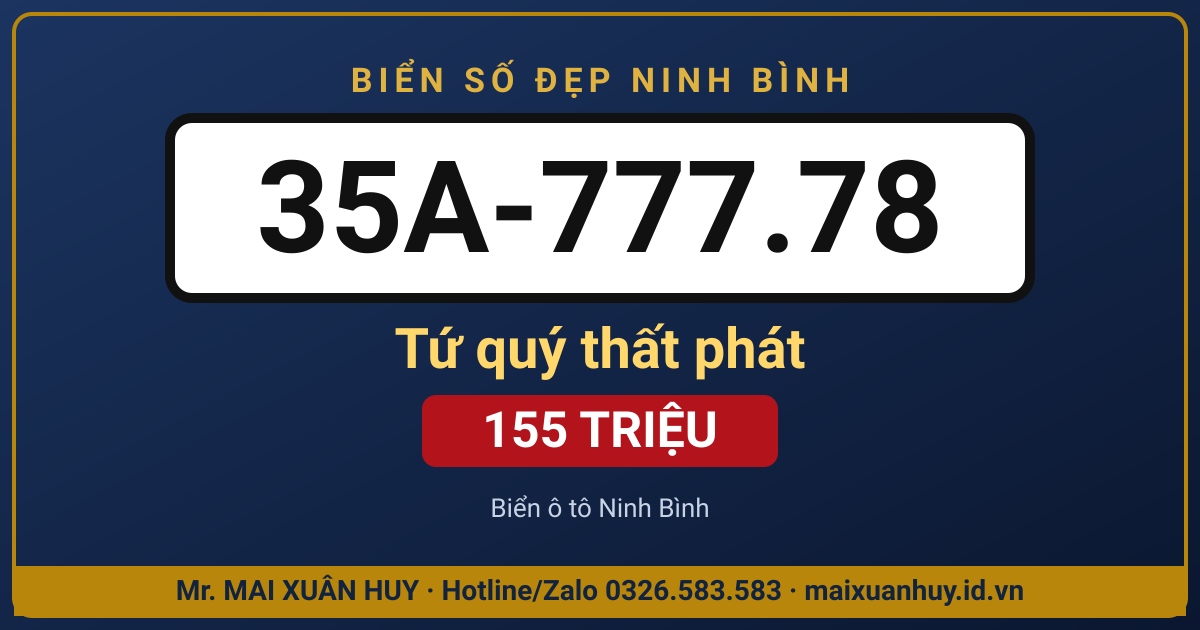 BIỂN SỐ ĐẸP NINH BÌNH
35A-777.78
Tứ quý thất phát
155 TRIỆU
Biển ô tô Ninh Bình
Mr. MAI XUÂN HUY · Hotline/Zalo 0326.583.583 · maixuanhuy.id.vn